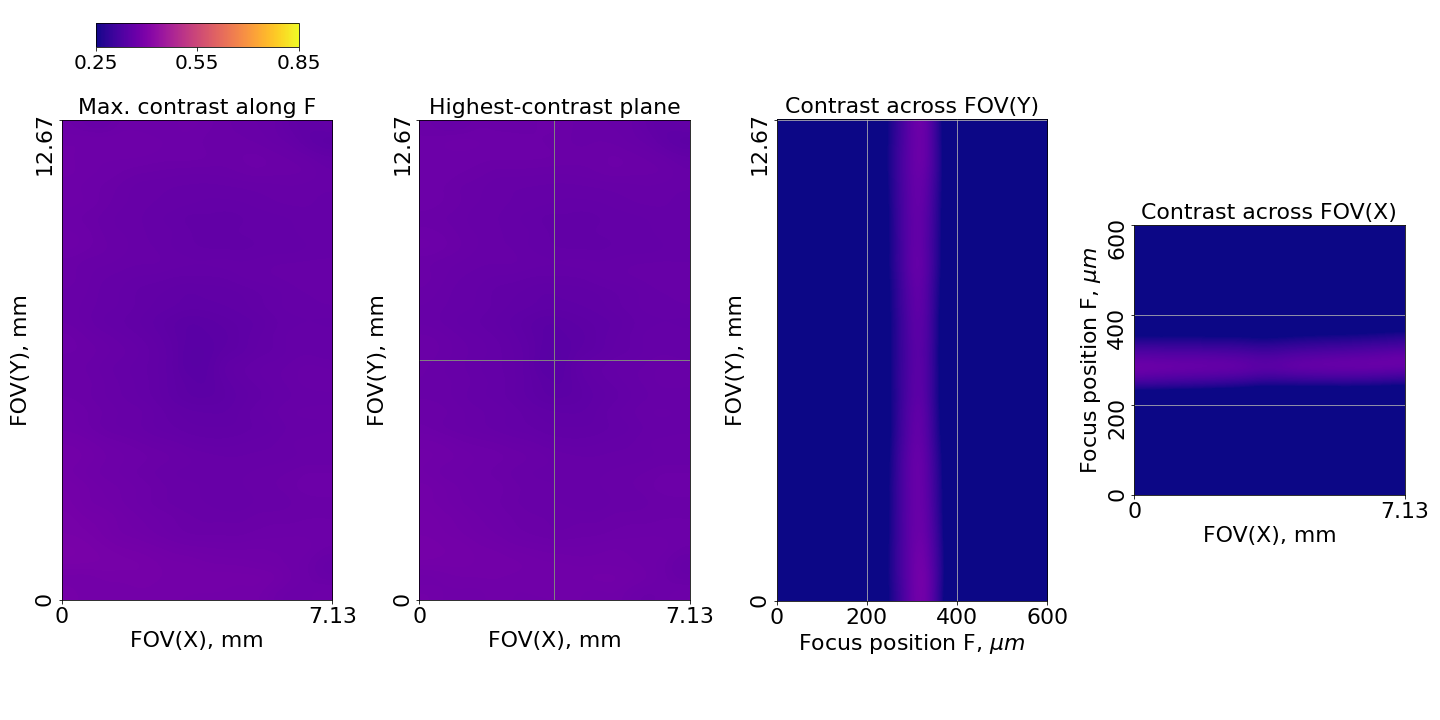 0.25 0.55 0.85
Max. contrast along F
12.67
FOV(Y), mm
0
0 7.13
FOV(X), mm
Highest-contrast plane
12.67
FOV(Y), mm
0
0 7.13
FOV(X), mm
Contrast across FOV(Y)
12.67
FOV(Y), mm
0
0 200 400 600
Focus position F, μm
Contrast across FOV(X)
600
400
200
0
Focus position F, μm
0 7.13
FOV(X), mm